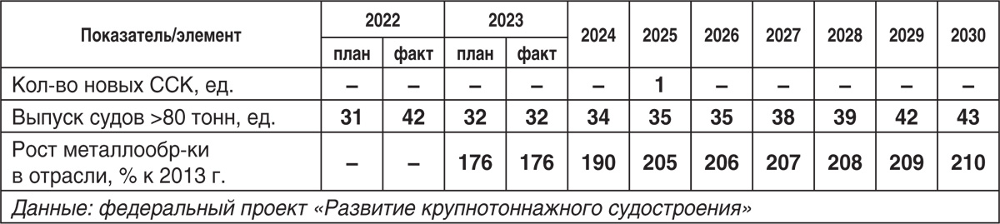 Показатель/элемент 2022 2023 2024 2025 2026 2027 2028 2029 2030
план факт план факт
Кол-во новых ССК, ед. – – – – – 1 – – – – –
Выпуск судов >80 тонн, ед. 31 42 32 32 34 35 35 38 39 42 43
Рост металлообр-ки
в отрасли, % к 2013 г. – – 176 176 190 205 206 207 208 209 210
Данные: федеральный проект «Развитие крупнотоннажного судостроения»